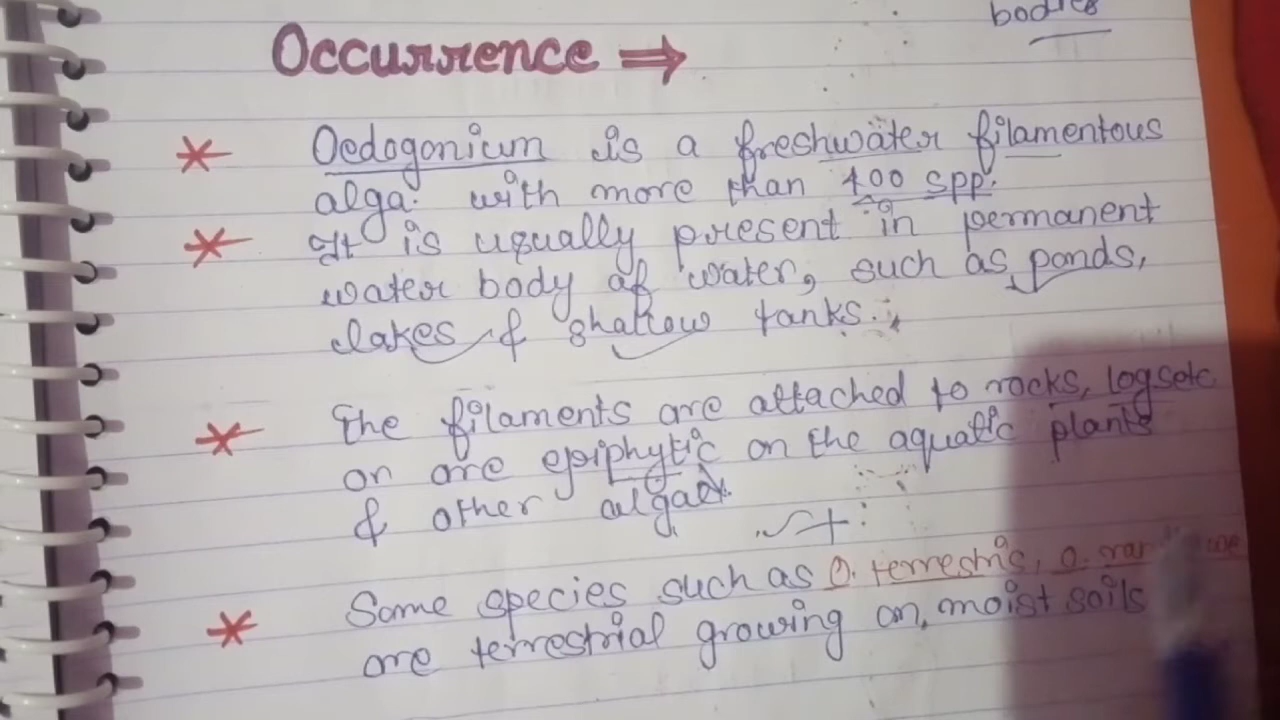 bodies
Occurrence ⇒
* Oedogonium is a freshwater filamentous
alga. with more than 400 spp.
* It is usually present in permanent
water body of water, such as ponds,
lakes & shallow tanks.
* The filaments are attached to rocks, logs etc
or are epiphytic on the aquatic plants
& other algae.
* Some species such as O. terrestris, O.
are terrestrial growing on moist soils